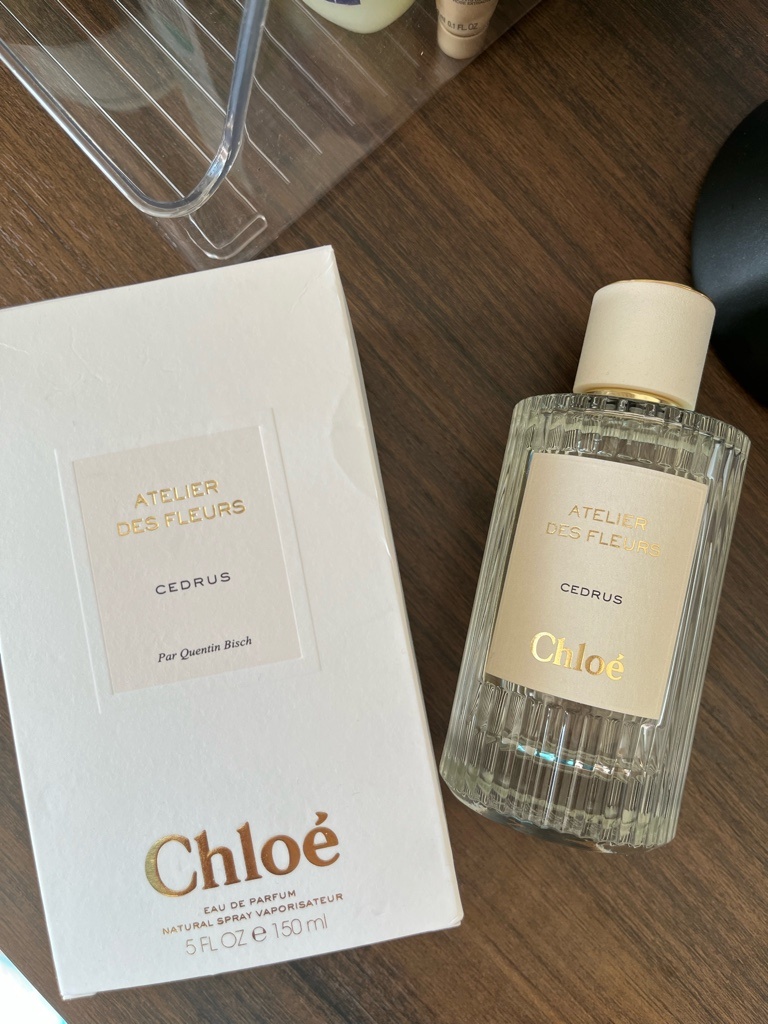 ATELIER
DES FLEURS
CEDRUS
Par Quentin Bisch
Chloé
EAU DE PARFUM
NATURAL SPRAY VAPORISATEUR
5 FL OZ e 150 ml
ATELIER
DES FLEURS
CEDRUS
Chloé